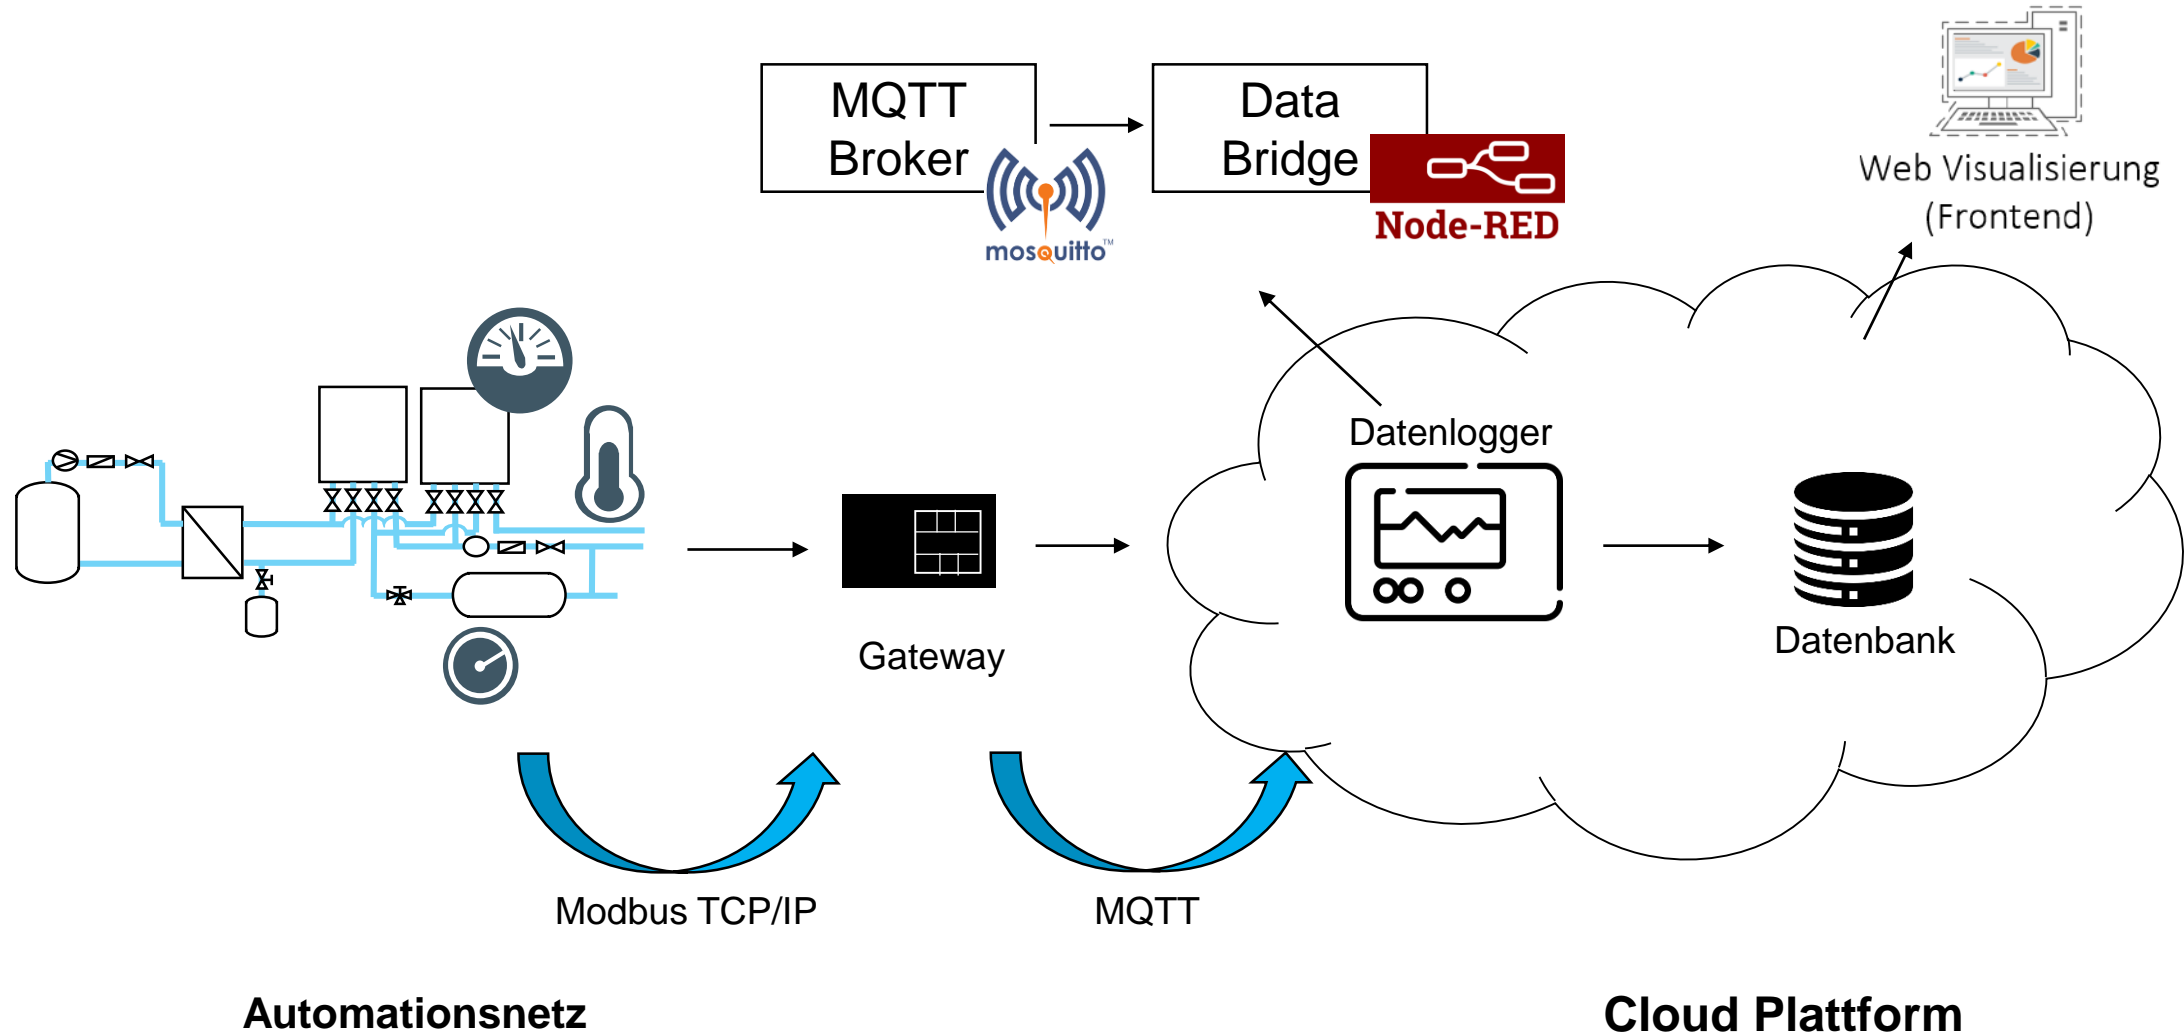 MQTT
Broker
mosquitto™
Data
Bridge
Node-RED
Web Visualisierung
(Frontend)
Datenlogger
Datenbank
Gateway
Modbus TCP/IP
MQTT
Automationsnetz
Cloud Plattform